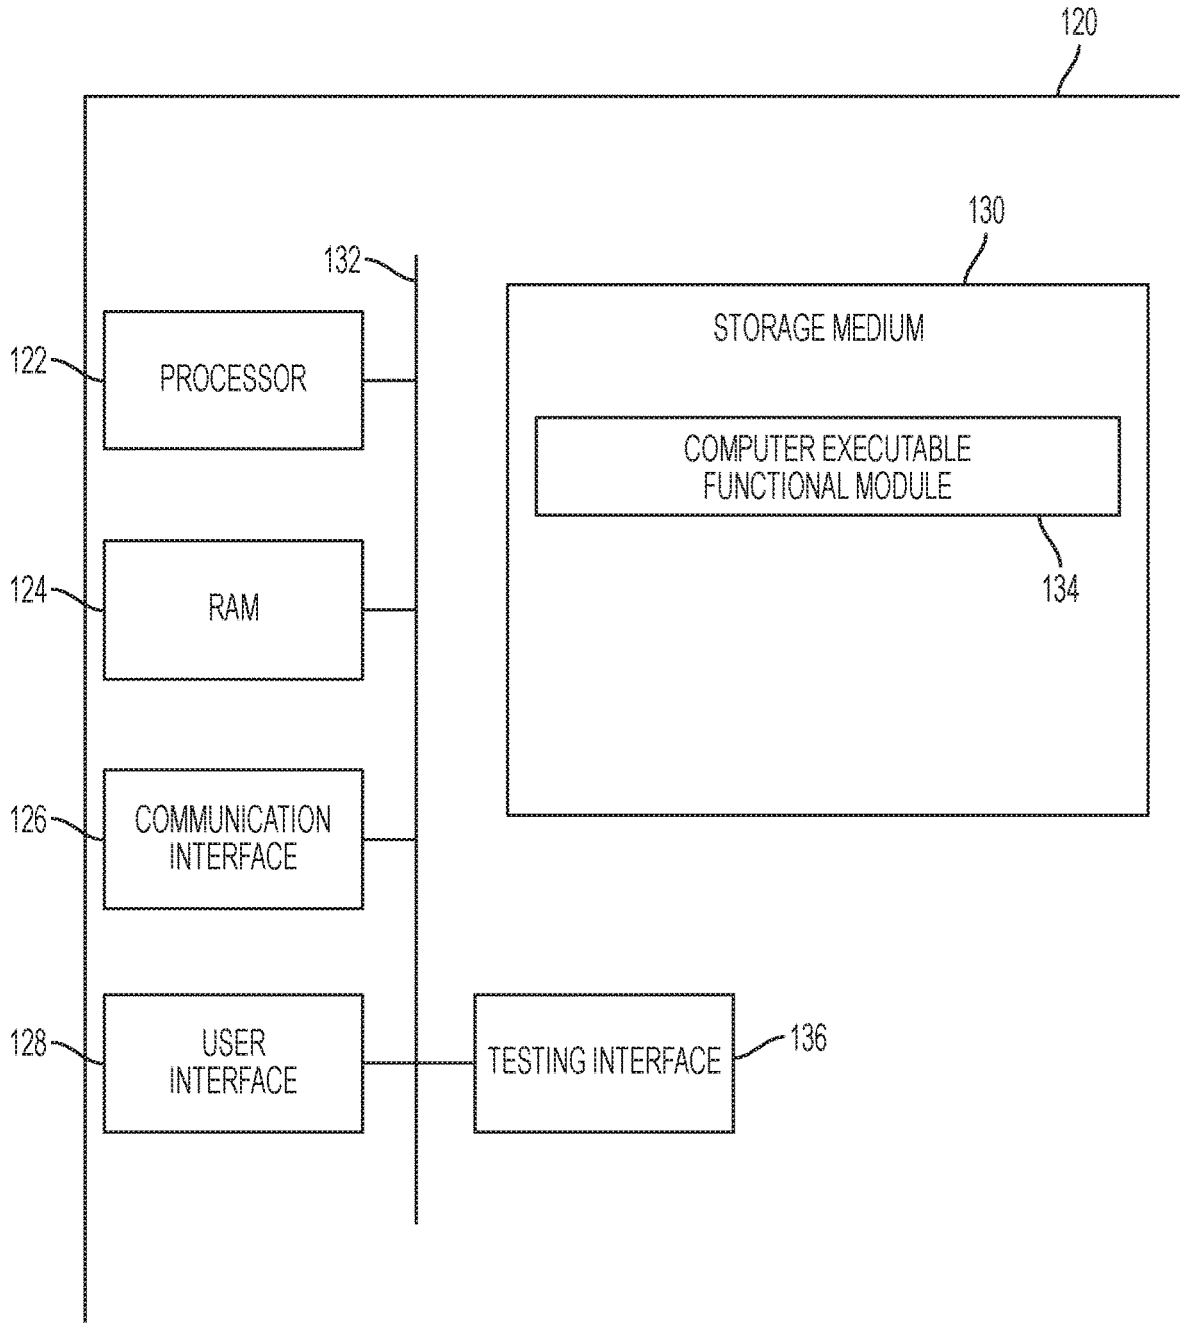 120
130
132
STORAGE MEDIUM
122
PROCESSOR
COMPUTER EXECUTABLE
FUNCTIONAL MODULE
134
124
RAM
126
COMMUNICATION
INTERFACE
128
USER
INTERFACE
TESTING INTERFACE
136